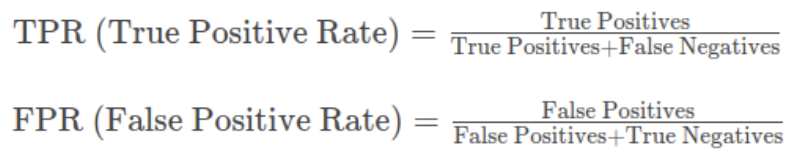 TPR (True Positive Rate) = True Positives / True Positives+False Negatives
FPR (False Positive Rate) = False Positives / False Positives+True Negatives